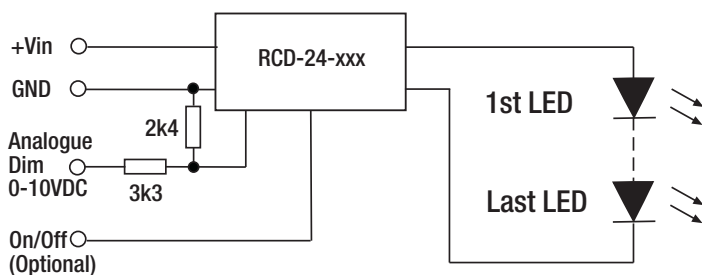 +Vin
RCD-24-xxx
GND
1st LED
2k4
Analogue
Dim
0-10VDC
3k3
Last LED
On/Off
(Optional)